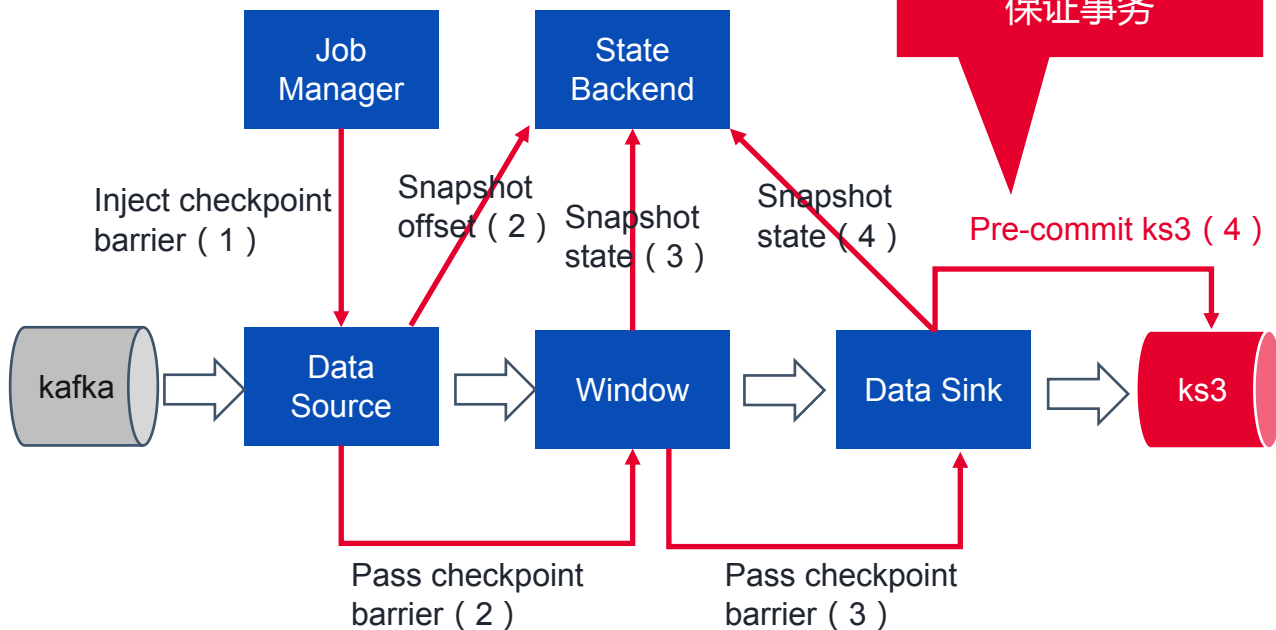 保证事务
Job
Manager
State
Backend
Inject checkpoint
barrier（1）
Snapshot
offset（2）
Snapshot
state（3）
Snapshot
state（4）
Pre-commit ks3（4）
kafka
Data
Source
Window
Data Sink
ks3
Pass checkpoint
barrier（2）
Pass checkpoint
barrier（3）